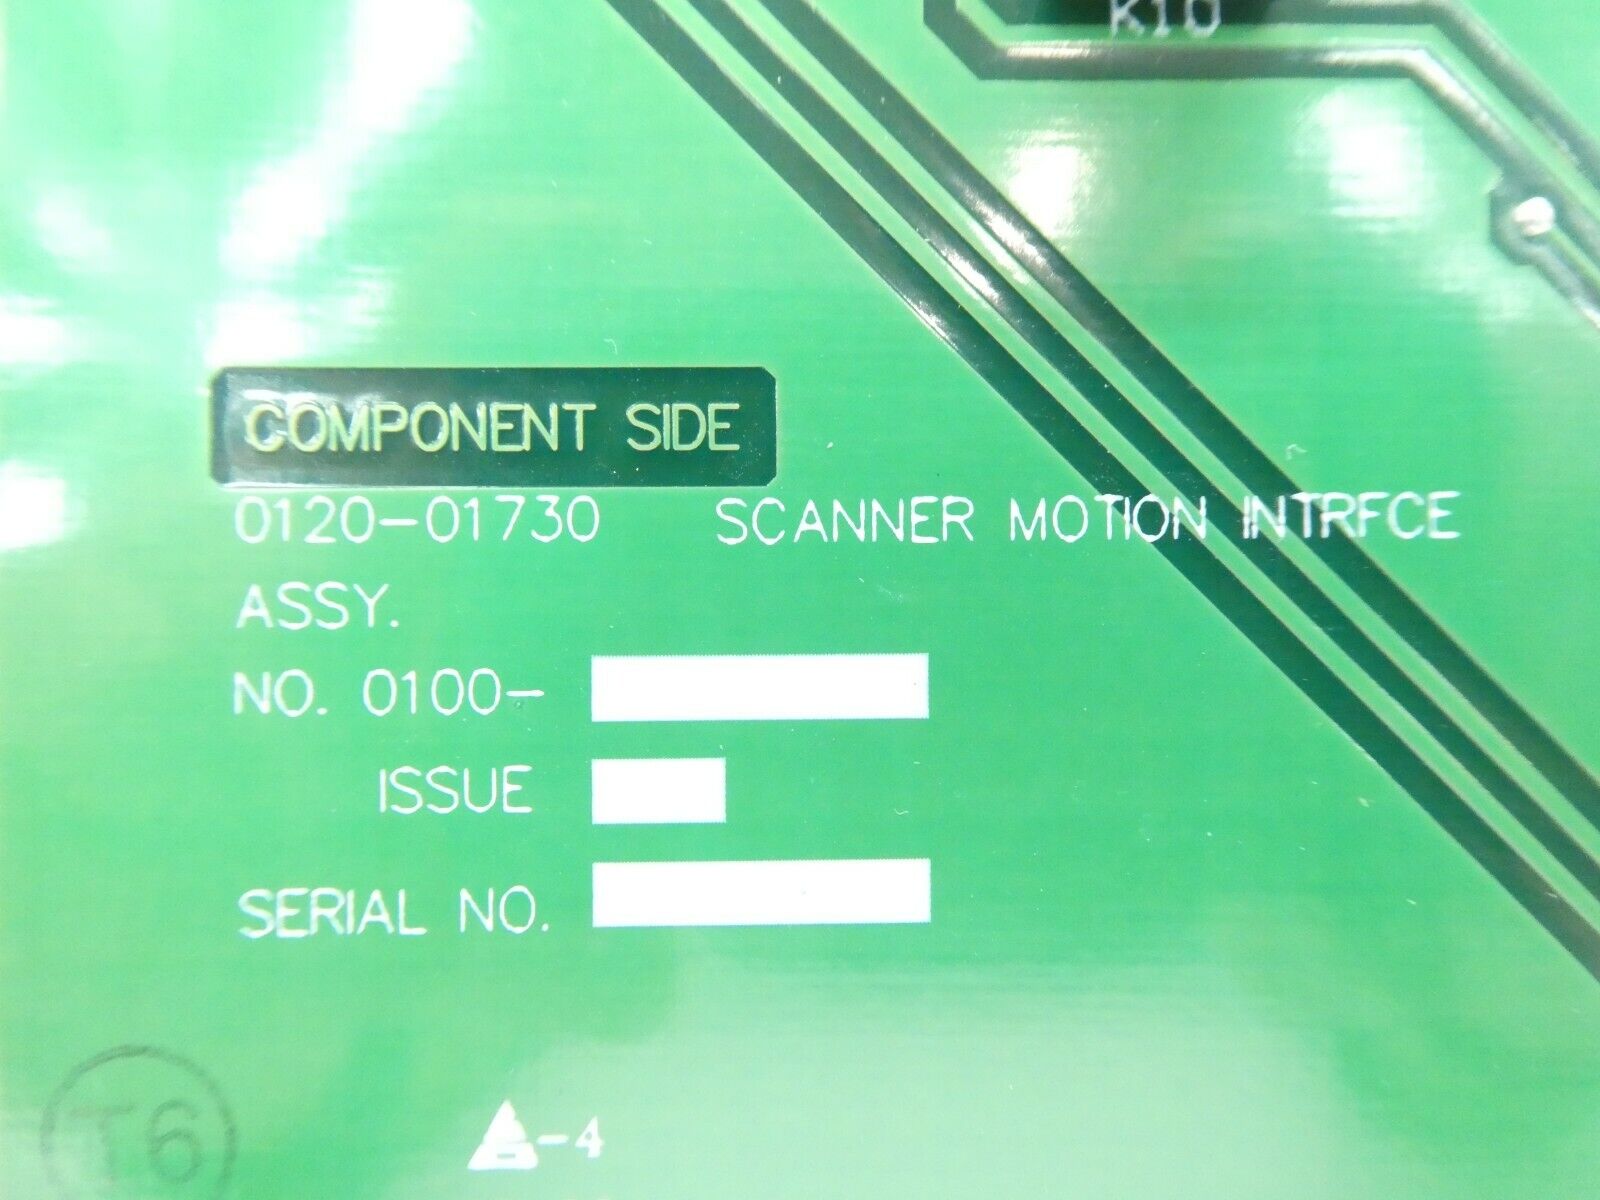 K10
COMPONENT SIDE
0120-01730 SCANNER MOTION INTRFCE
ASSY.
NO. 0100-
ISSUE
SERIAL NO.
-4
T6